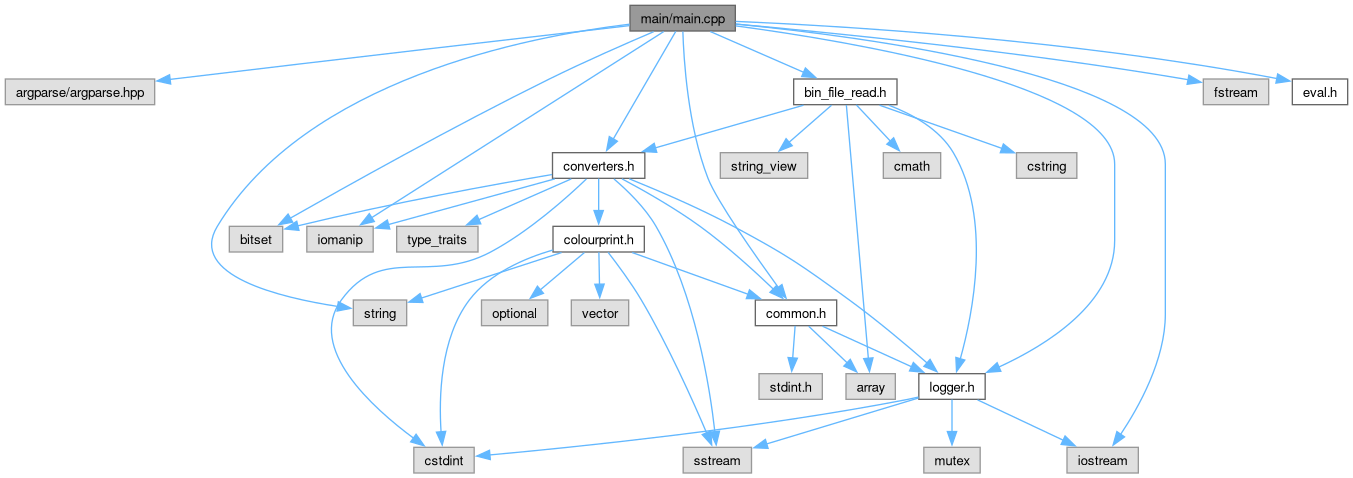 main/main.cpp
argparse/argparse.hpp
bin_file_read.h
fstream
eval.h
converters.h
string_view
cmath
cstring
bitset
iomanip
type_traits
colourprint.h
string
optional
vector
common.h
stdint.h
array
logger.h
cstdint
sstream
mutex
iostream